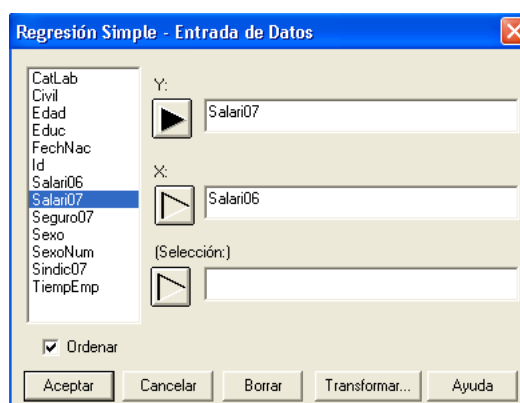 Regresión Simple - Entrada de Datos
CatLab
Civil
Edad
Educ
FechNac
Id
Salari06
Salari07
Seguro07
Sexo
SexoNum
Sindic07
TiempEmp
Y:
Salari07
X:
Salari06
(Selección:)
Ordenar
Aceptar
Cancelar
Borrar
Transformar...
Ayuda